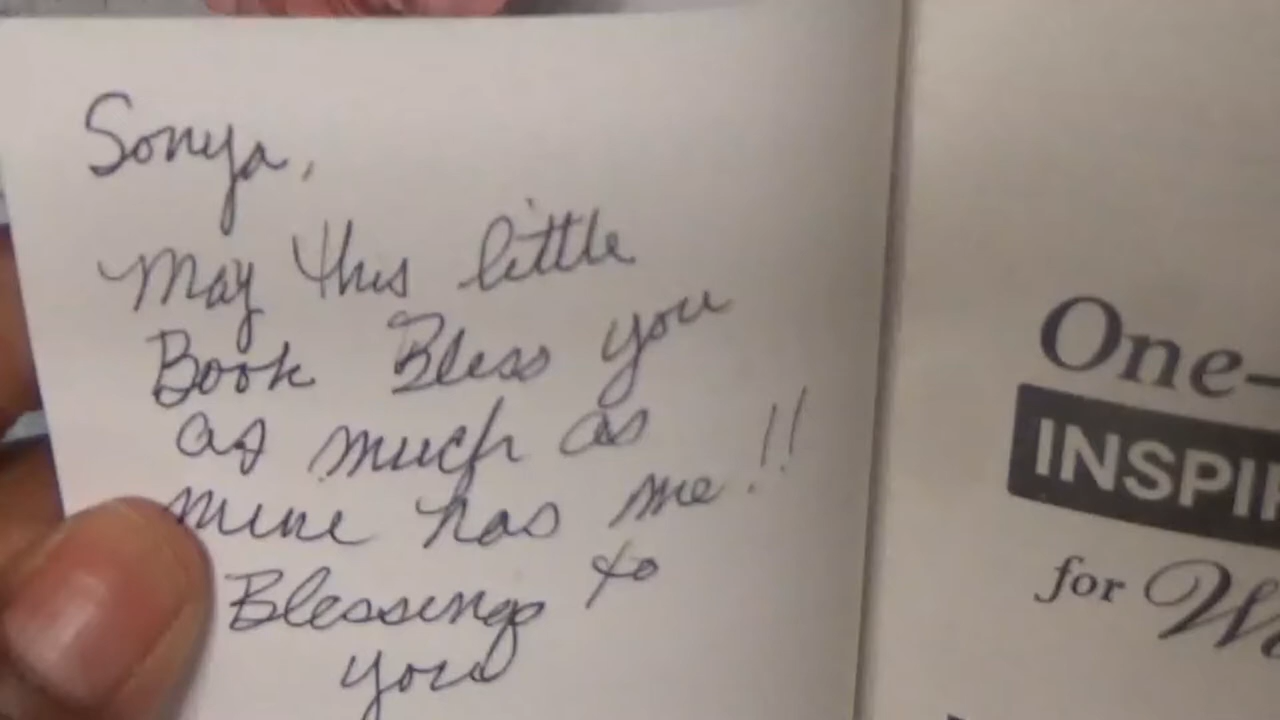 Sonya,
May this little
Book Bless you
as much as
mine has me!!
Blessings to
you
One-
INSPI
for Wo